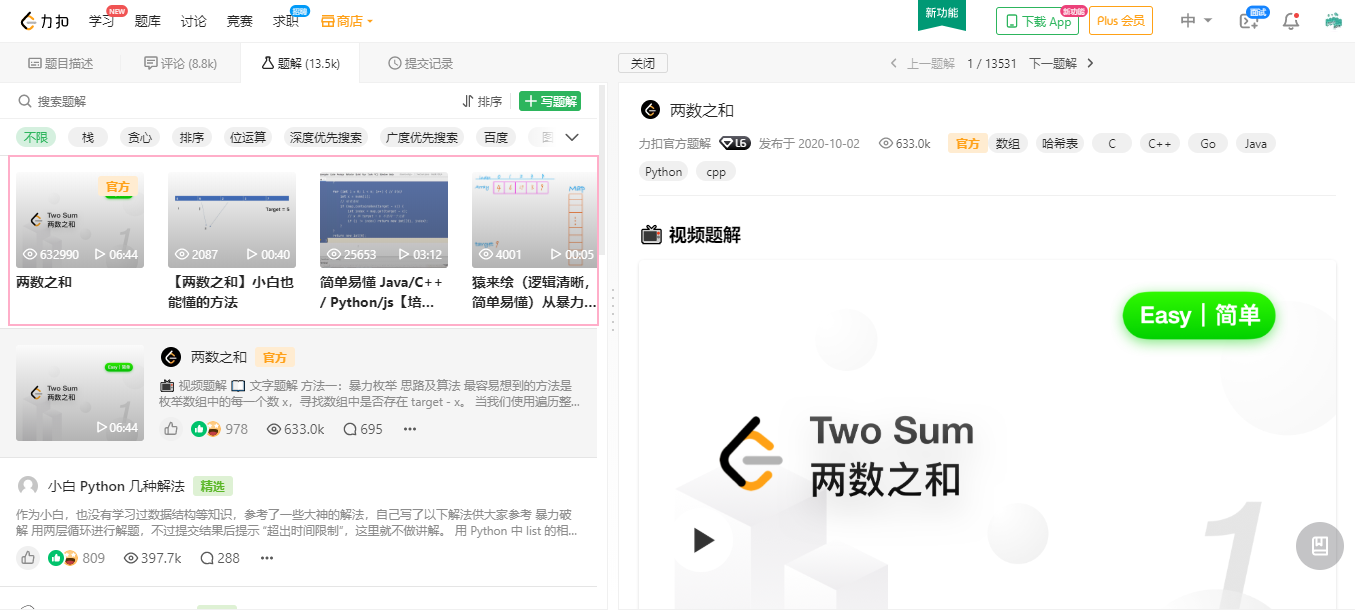 力扣 学习 NEW 题库 讨论 竞赛 求职 招聘 商店 新功能 下载 App 新功能 Plus 会员 中 面试
题目描述 评论 (8.8k) 题解 (13.5k) 提交记录 关闭 上一题解 1 / 13531 下一题解
搜索题解 排序 写题解
不限 栈 贪心 排序 位运算 深度优先搜索 广度优先搜索 百度 图
官方
Two Sum
两数之和
Target = 5
632990 06:44 2087 00:40 25653 03:12 4001 00:05
两数之和 【两数之和】小白也 简单易懂 Java/C++ 猿来绘（逻辑清晰,
能懂的方法 / Python/js【培... 简单易懂）从暴力...
Easy | 简单
Two Sum
两数之和
06:44
两数之和 官方
视频题解 文字题解 方法一：暴力枚举 思路及算法 最容易想到的方法是
枚举数组中的每一个数 x，寻找数组中是否存在 target - x。 当我们使用遍历整...
978 633.0k 695 ...
小白 Python 几种解法 精选
作为小白，也没有学习过数据结构等知识，参考了一些大神的解法，自己写了以下解法供大家参考 暴力破
解 用两层循环进行解题，不过提交结果后提示 “超出时间限制”，这里就不做讲解。 用 Python 中 list 的相...
809 397.7k 288 ...
两数之和
力扣官方题解 L6 发布于 2020-10-02 633.0k 官方 数组 哈希表 C C++ Go Java
Python cpp
视频题解
Easy | 简单
Two Sum
两数之和
1